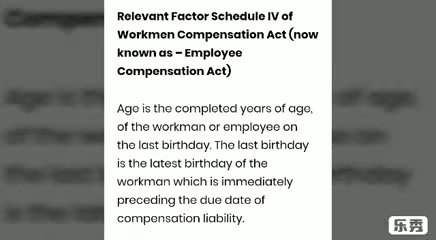 Relevant Factor Schedule IV of
Workmen Compensation Act (now
known as – Employee
Compensation Act)
Age is the completed years of age,
of the workman or employee on
the last birthday. The last birthday
is the latest birthday of the
workman which is immediately
preceding the due date of
compensation liability.
乐秀